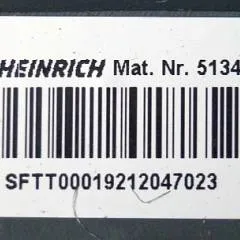 HEINRICH Mat. Nr. 5134
SFTT00019212047023